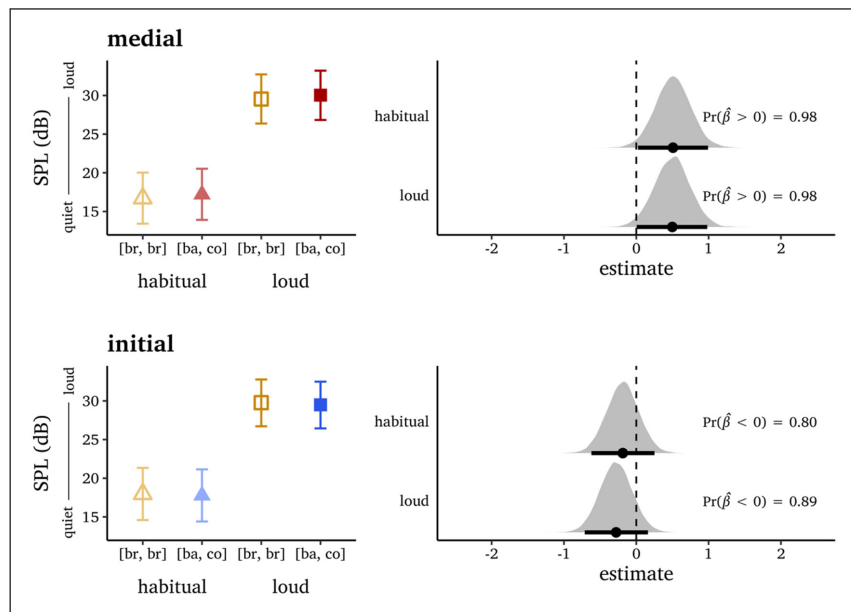 medial
SPL (dB)
quiet — loud
30
25
20
15
[br, br] [ba, co] [br, br] [ba, co]
habitual loud
habitual
loud
Pr(β̂ > 0) = 0.98
Pr(β̂ > 0) = 0.98
-2 -1 0 1 2
estimate
initial
SPL (dB)
quiet — loud
30
25
20
15
[br, br] [ba, co] [br, br] [ba, co]
habitual loud
habitual
loud
Pr(β̂ < 0) = 0.80
Pr(β̂ < 0) = 0.89
-2 -1 0 1 2
estimate